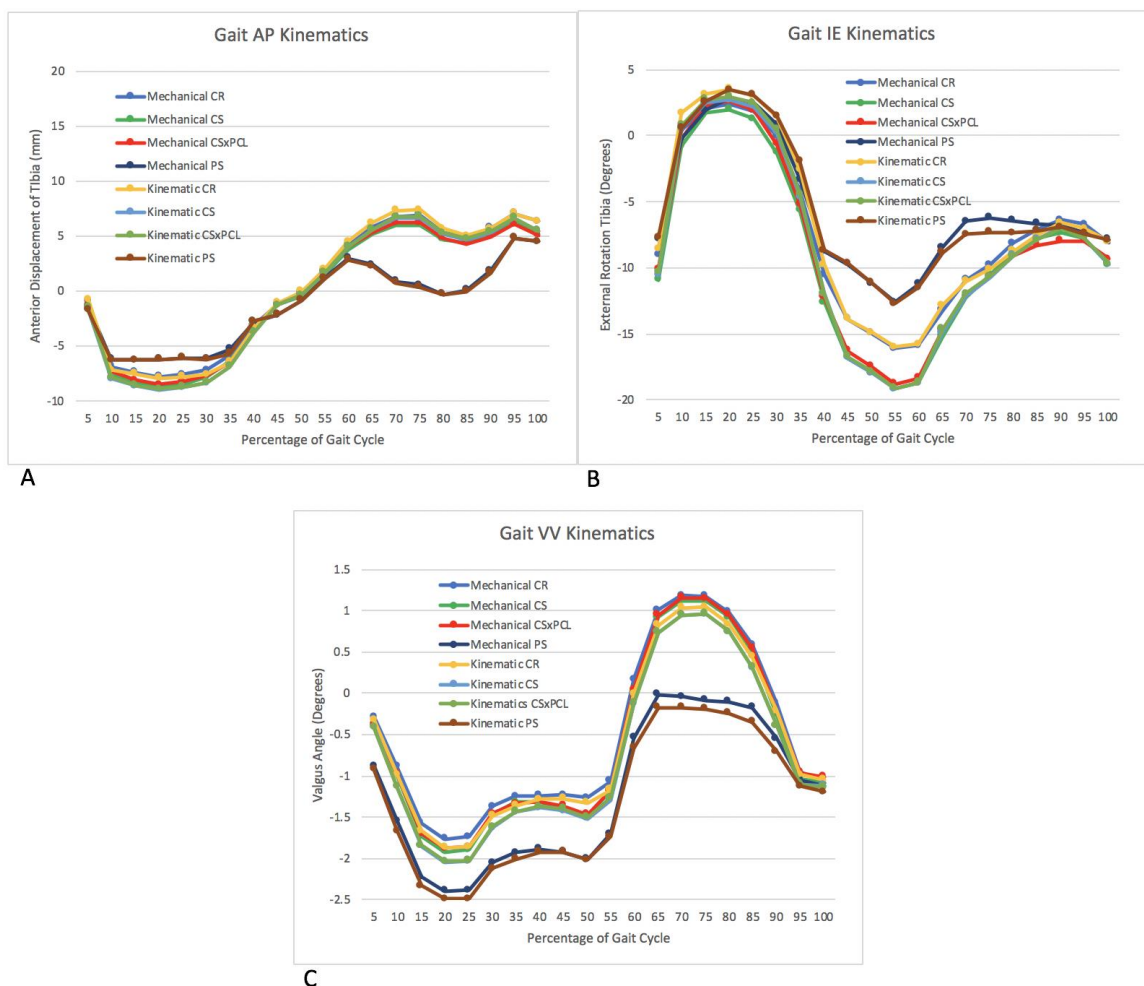 Gait AP Kinematics
20
15
10
5
0
-5
-10
Anterior Displacement of Tibia (mm)
Mechanical CR
Mechanical CS
Mechanical CSxPCL
Mechanical PS
Kinematic CR
Kinematic CS
Kinematic CSxPCL
Kinematic PS
5 10 15 20 25 30 35 40 45 50 55 60 65 70 75 80 85 90 95 100
Percentage of Gait Cycle
A
Gait IE Kinematics
5
0
-5
-10
-15
-20
External Rotation Tibia (Degrees)
Mechanical CR
Mechanical CS
Mechanical CSxPCL
Mechanical PS
Kinematic CR
Kinematic CS
Kinematic CSxPCL
Kinematic PS
5 10 15 20 25 30 35 40 45 50 55 60 65 70 75 80 85 90 95 100
Percentage of Gait Cycle
B
Gait VV Kinematics
1.5
1
0.5
0
-0.5
-1
-1.5
-2
-2.5
Valgus Angle (Degrees)
Mechanical CR
Mechanical CS
Mechanical CSxPCL
Mechanical PS
Kinematic CR
Kinematic CS
Kinematics CSxPCL
Kinematic PS
5 10 15 20 25 30 35 40 45 50 55 60 65 70 75 80 85 90 95 100
Percentage of Gait Cycle
C